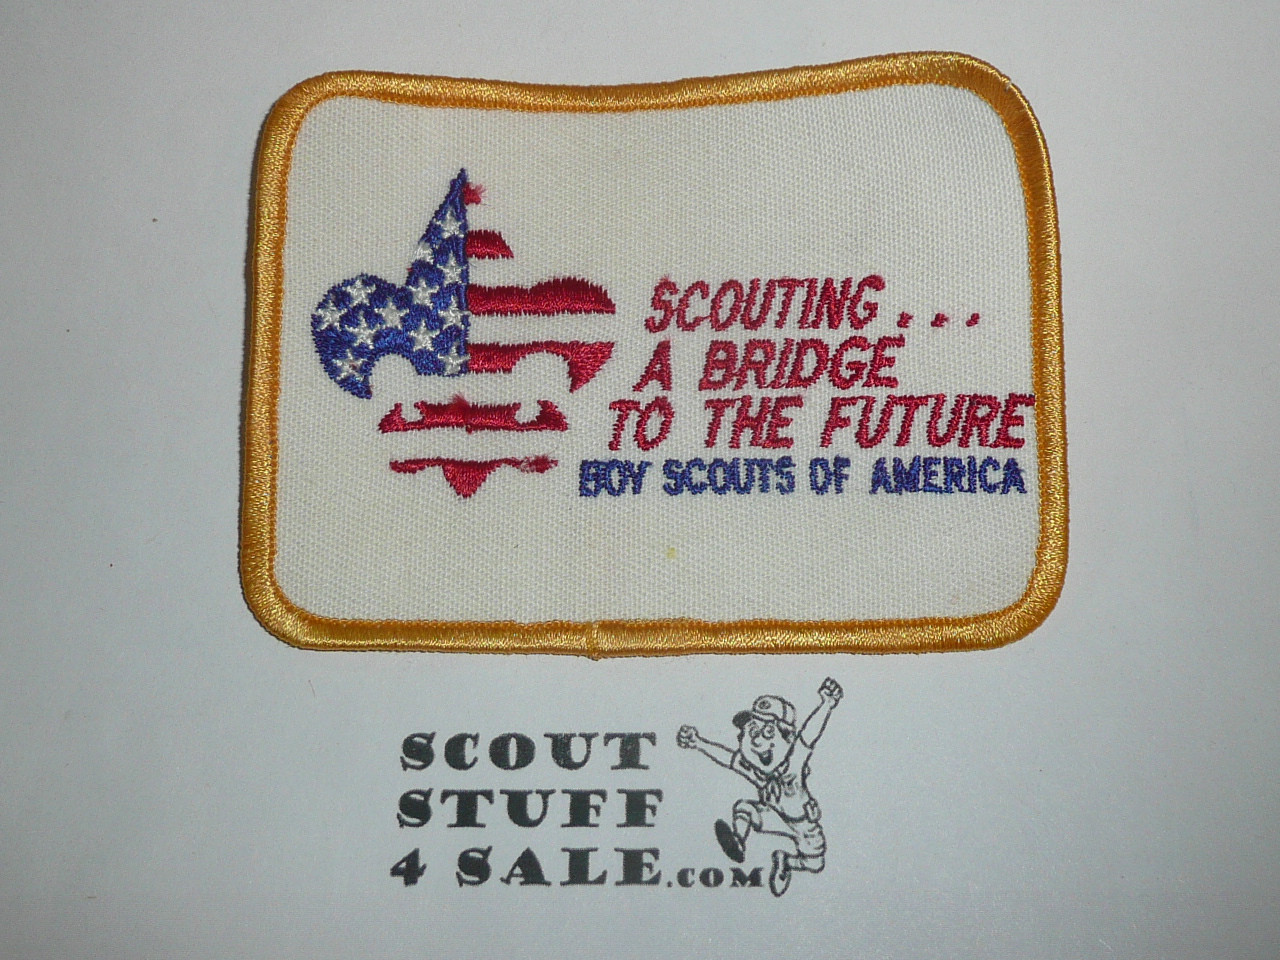 SCOUTING...
A BRIDGE
TO THE FUTURE
BOY SCOUTS OF AMERICA
SCOUT
STUFF
4 SALE.COM